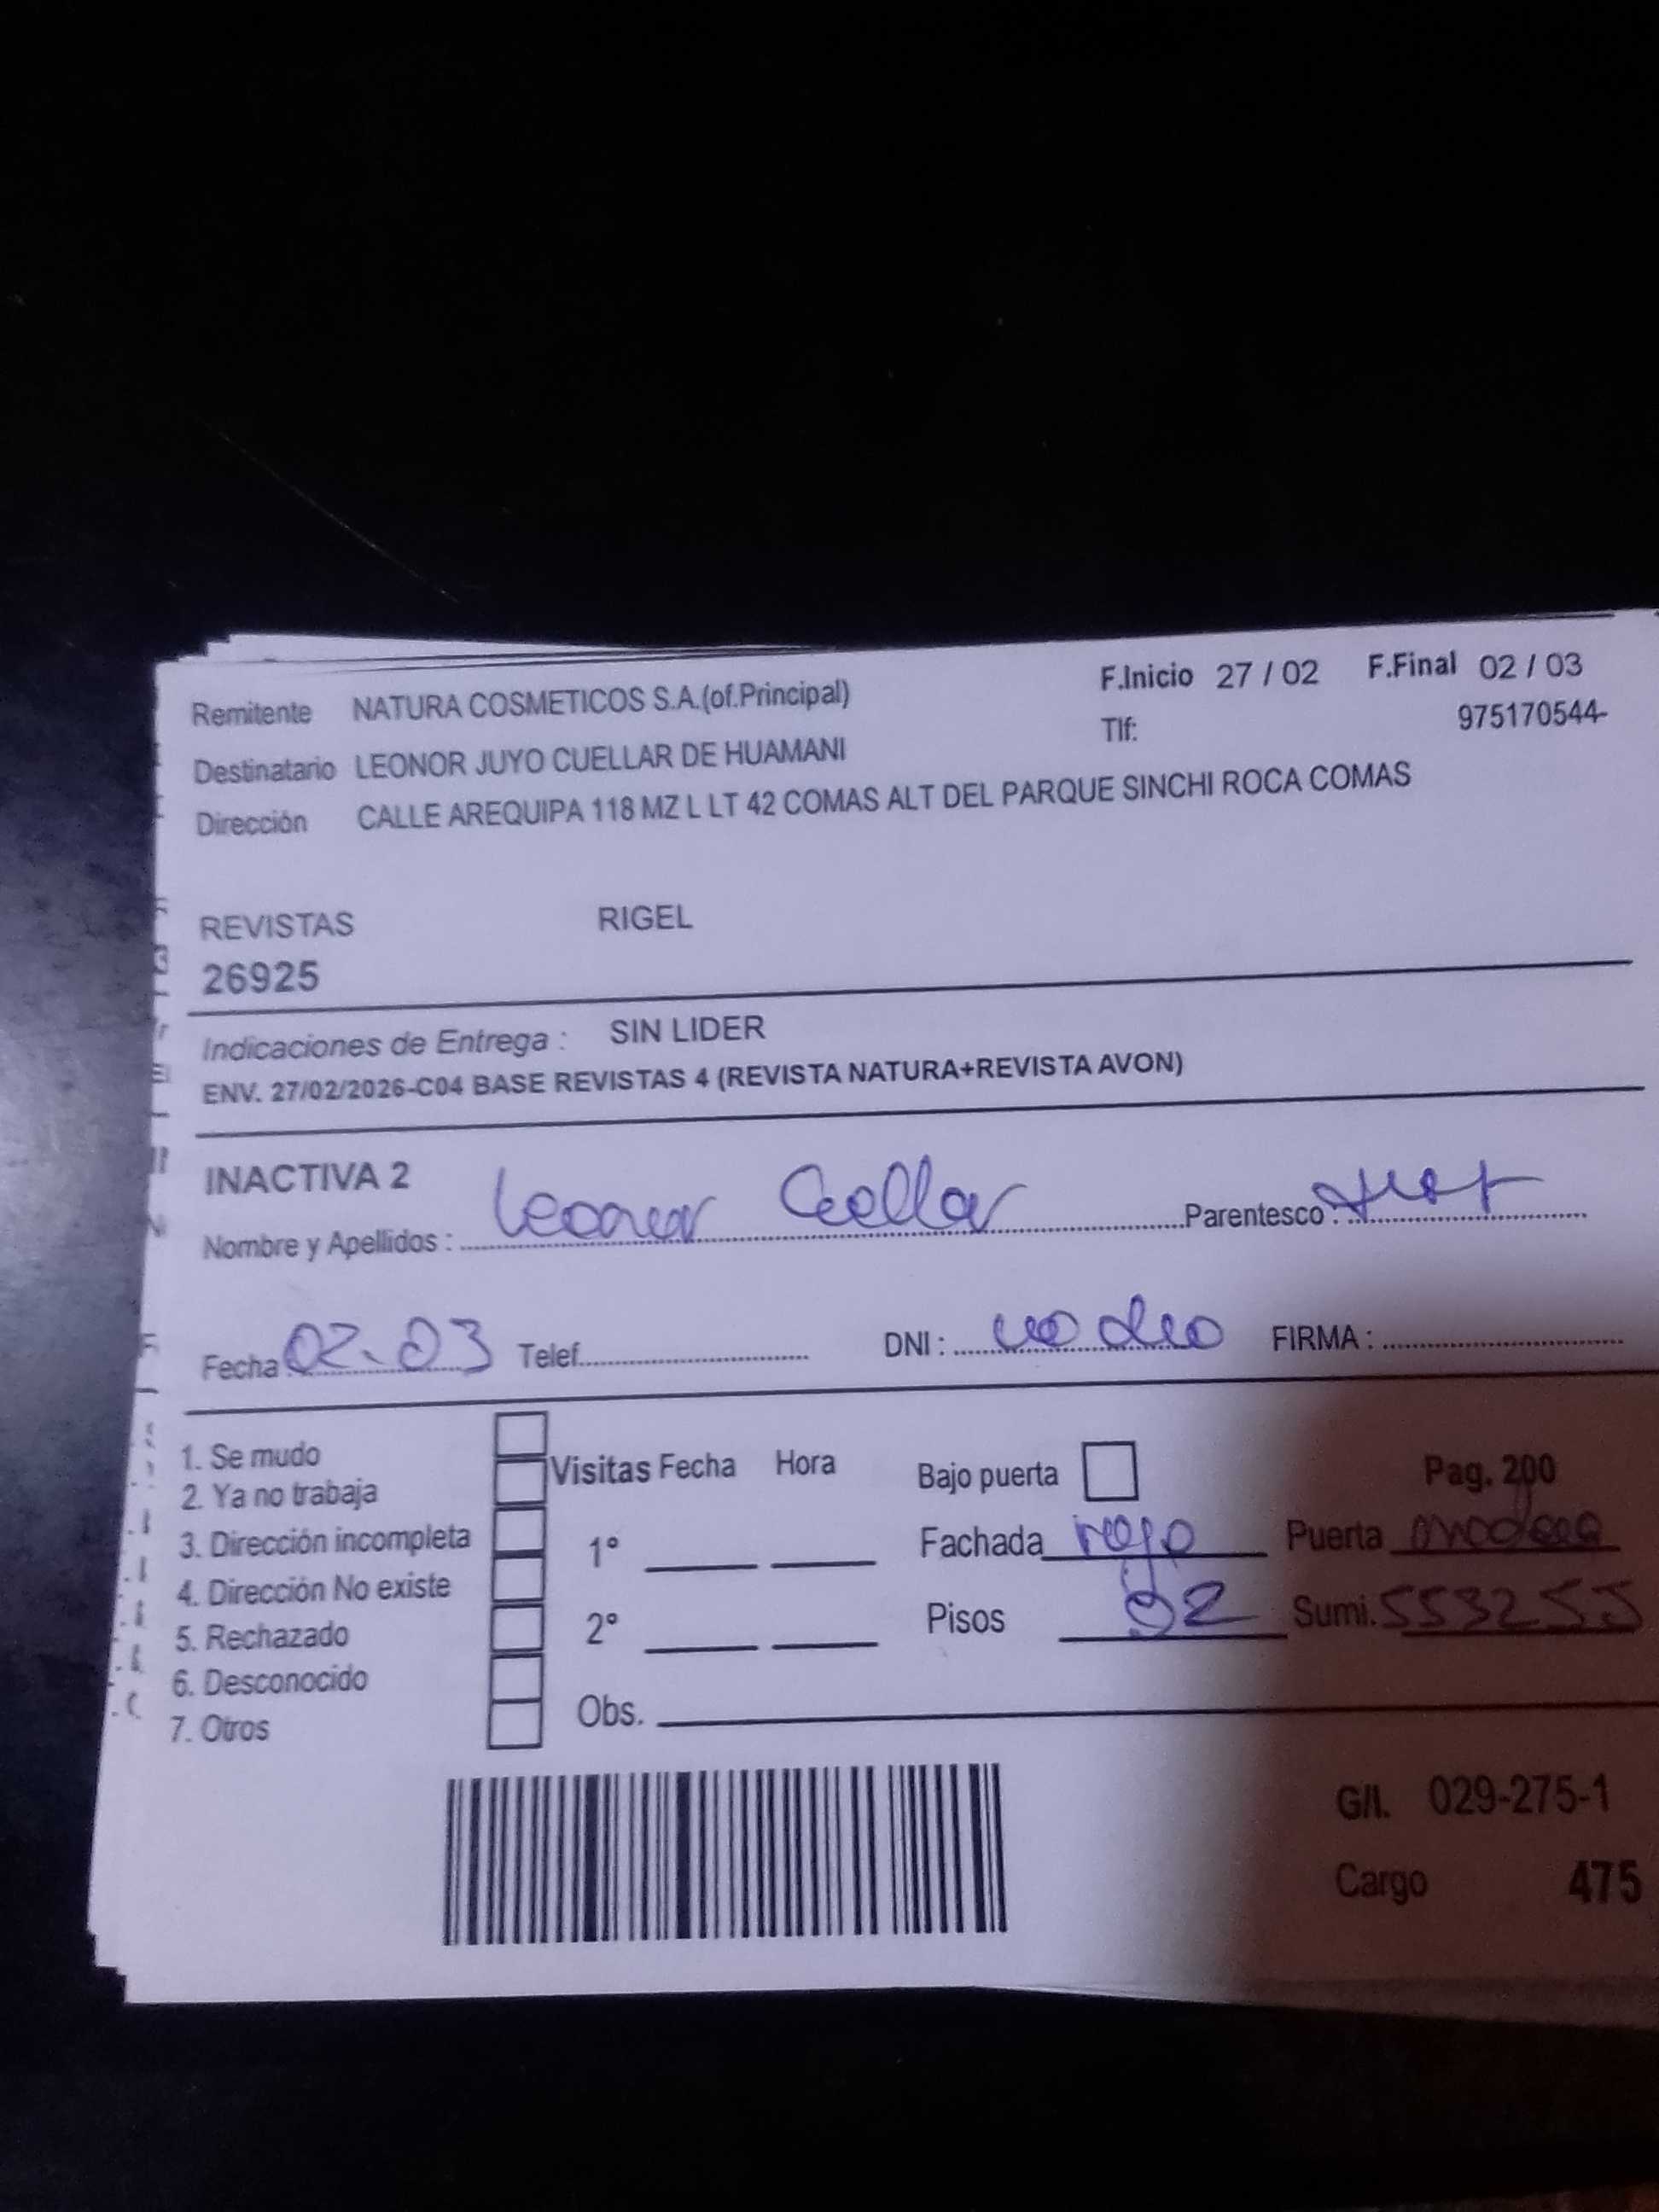 Remitente NATURA COSMETICOS S.A.(of.Principal) F.Inicio 27 / 02 F.Final 02 / 03
Destinatario LEONOR JUYO CUELLAR DE HUAMANI Tlf: 975170544-
Dirección CALLE AREQUIPA 118 MZ L LT 42 COMAS ALT DEL PARQUE SINCHI ROCA COMAS
REVISTAS RIGEL
26925
Indicaciones de Entrega : SIN LIDER
ENV. 27/02/2026-C04 BASE REVISTAS 4 (REVISTA NATURA+REVISTA AVON)
INACTIVA 2
Nombre y Apellidos : Leonor Cuellar Parentesco :
Fecha 02-03 Telef. DNI : no dio FIRMA :
1. Se mudo
2. Ya no trabaja
3. Dirección incompleta
4. Dirección No existe
5. Rechazado
6. Desconocido
7. Otros
Visitas Fecha Hora
1º
2º
Obs.
Bajo puerta Pag. 200
Fachada rojo Puerta madera
Pisos 02 Sumi. 553255
G/l. 029-275-1
Cargo 475